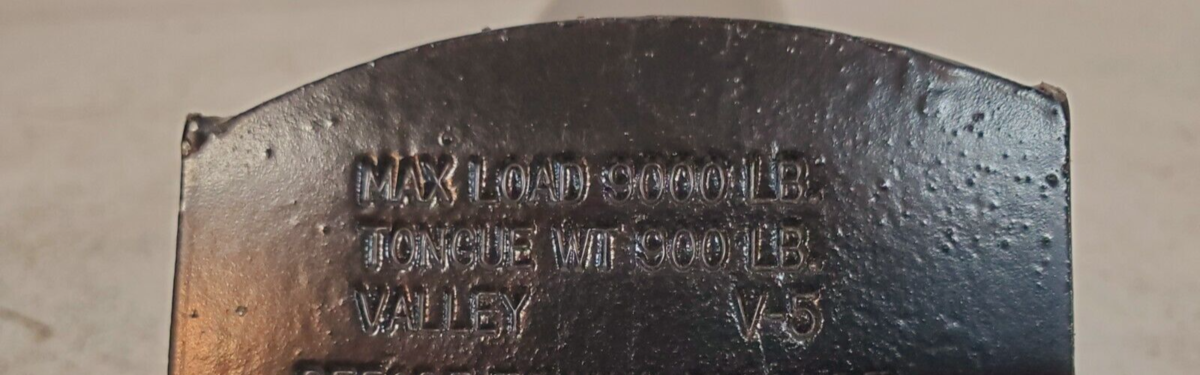 MAX LOAD 9000 LB.
TONGUE WT 900 LB.
VALLEY V-5